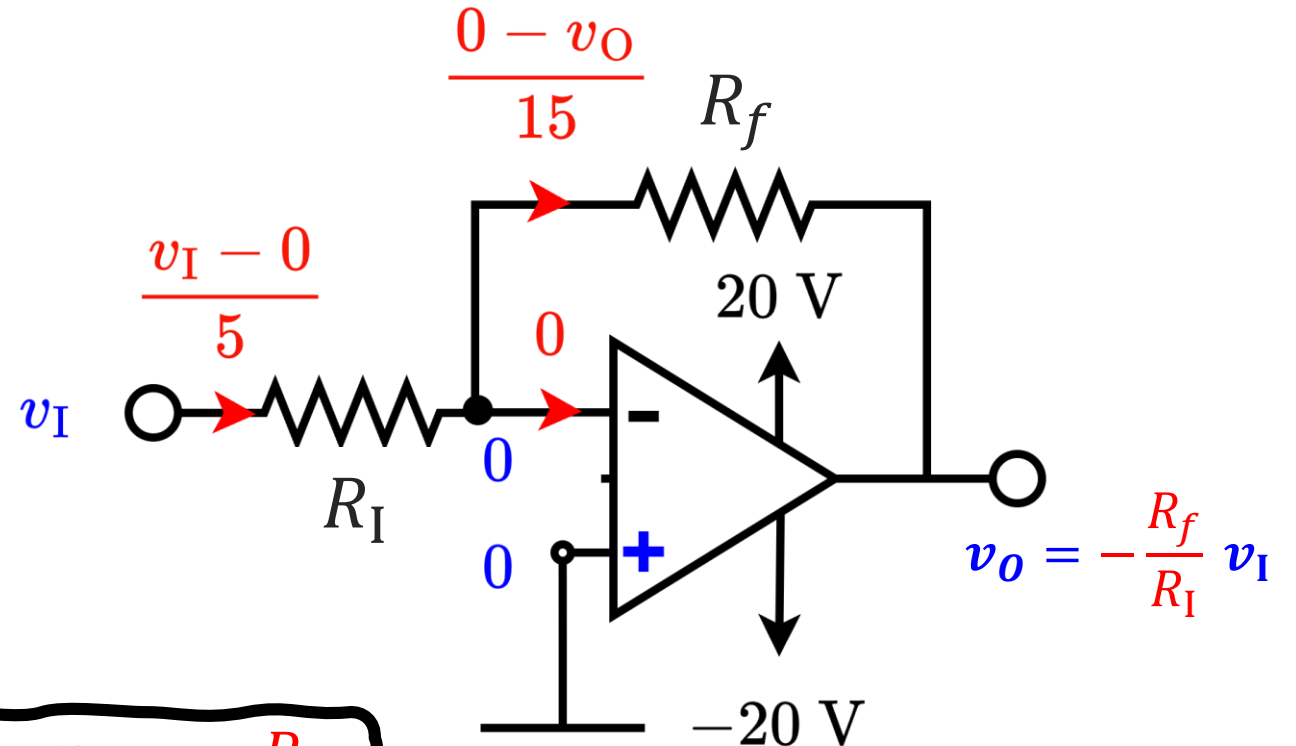 0 − v_O
15
R_f
v_I − 0
5
20 V
0
v_I
-
0
R_I
0
+
v_O = − R_f / R_I v_I
−20 V